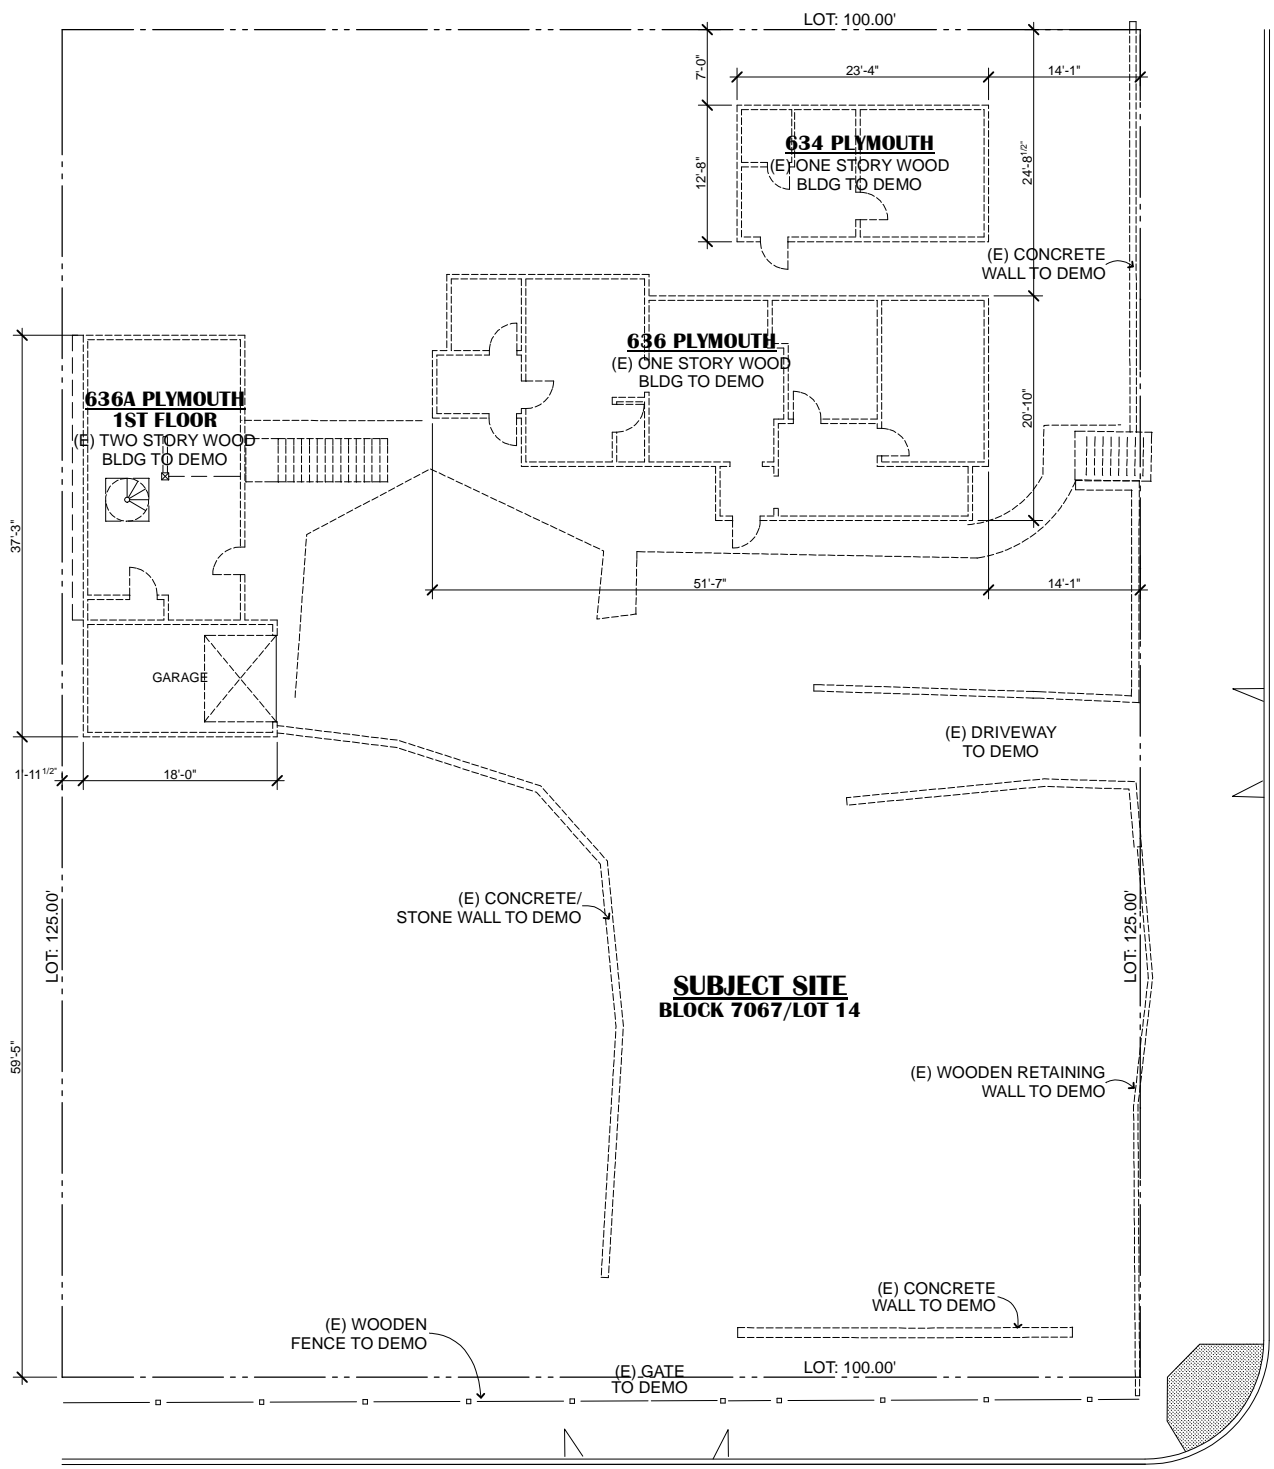 LOT: 100.00'
7'-0"
23'-4"
14'-1"
634 PLYMOUTH
(E) ONE STORY WOOD
BLDG TO DEMO
12'-8"
24'-8 1/2"
(E) CONCRETE
WALL TO DEMO
636 PLYMOUTH
(E) ONE STORY WOOD
BLDG TO DEMO
636A PLYMOUTH
1ST FLOOR
(E) TWO STORY WOOD
BLDG TO DEMO
20'-10"
37'-3"
51'-7"
14'-1"
GARAGE
(E) DRIVEWAY
TO DEMO
1'-11 1/2"
18'-0"
(E) CONCRETE/
STONE WALL TO DEMO
LOT: 125.00'
LOT: 125.00'
SUBJECT SITE
BLOCK 7067/LOT 14
59'-5"
(E) WOODEN RETAINING
WALL TO DEMO
(E) CONCRETE
WALL TO DEMO
(E) WOODEN
FENCE TO DEMO
(E) GATE
TO DEMO
LOT: 100.00'